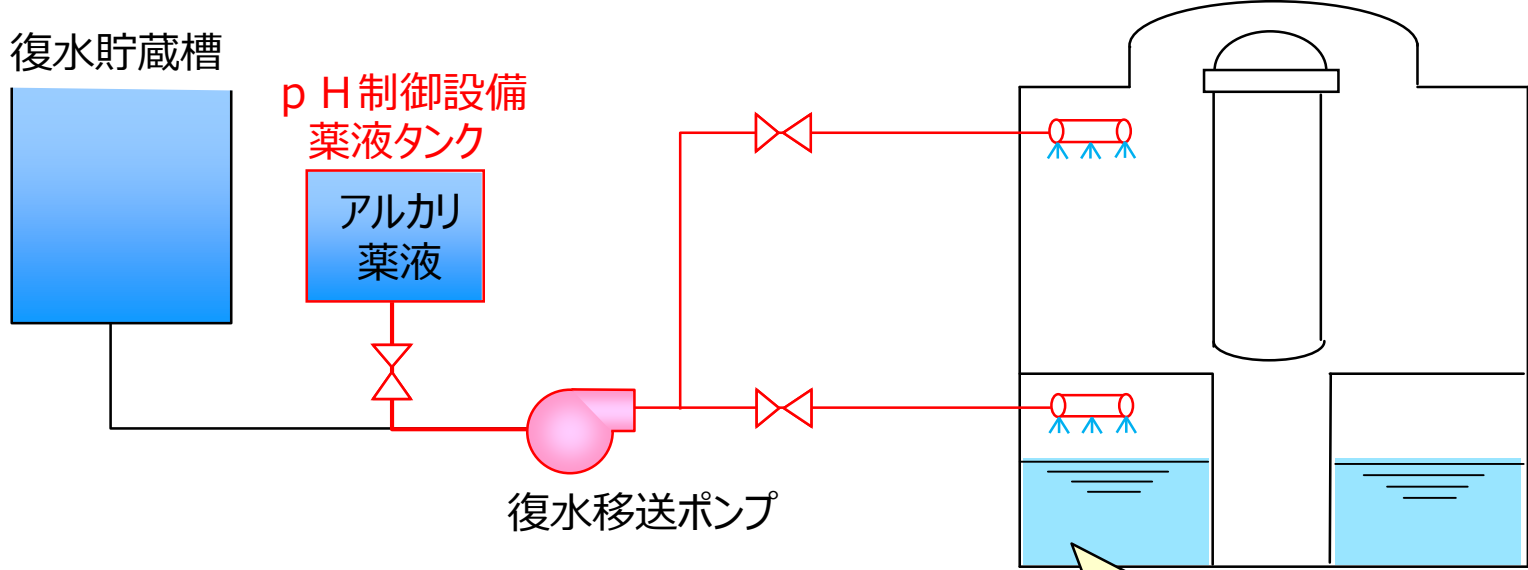 復水貯蔵槽
ｐＨ制御設備
薬液タンク
アルカリ
薬液
復水移送ポンプ